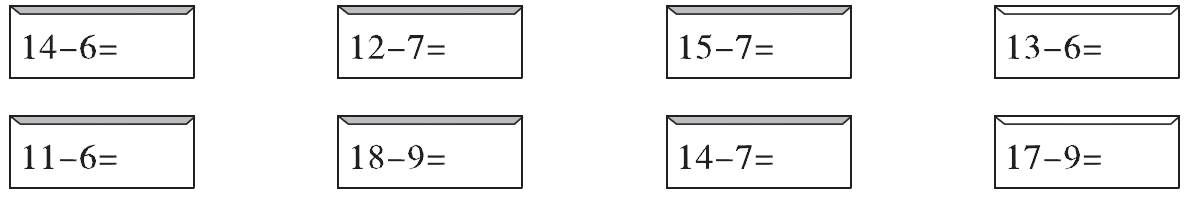 14−6= 12−7= 15−7= 13−6=
11−6= 18−9= 14−7= 17−9=